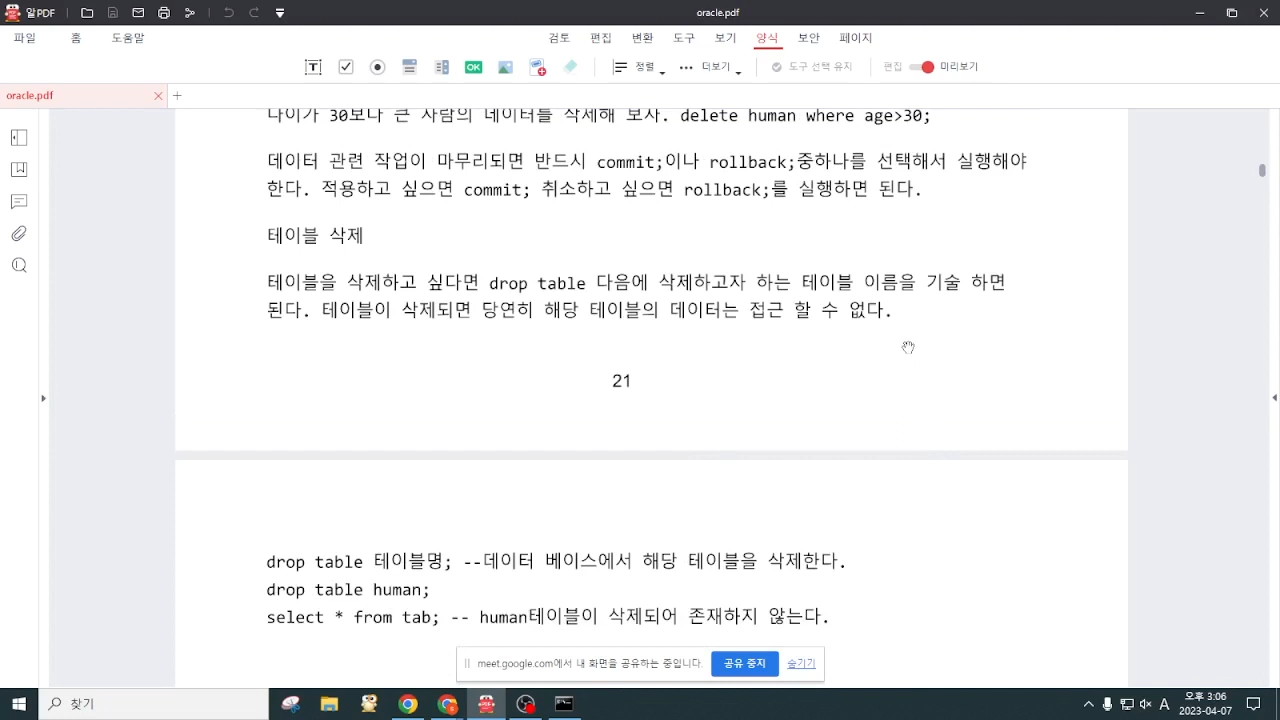 알PDF
oracle.pdf
파일 홈 도움말 검토 편집 변환 도구 보기 양식 보안 페이지
T OK 정렬 더보기 도구 선택 유지 편집 미리보기
oracle.pdf
나이가 30보다 큰 사람의 데이터를 삭제해 보자. delete human where age>30;
데이터 관련 작업이 마무리되면 반드시 commit;이나 rollback;중하나를 선택해서 실행해야
한다. 적용하고 싶으면 commit; 취소하고 싶으면 rollback;를 실행하면 된다.
테이블 삭제
테이블을 삭제하고 싶다면 drop table 다음에 삭제하고자 하는 테이블 이름을 기술 하면
된다. 테이블이 삭제되면 당연히 해당 테이블의 데이터는 접근 할 수 없다.
21
drop table 테이블명; --데이터 베이스에서 해당 테이블을 삭제한다.
drop table human;
select * from tab; -- human테이블이 삭제되어 존재하지 않는다.
meet.google.com에서 내 화면을 공유하는 중입니다. 공유 중지 숨기기
찾기
A 오후 3:06
2023-04-07